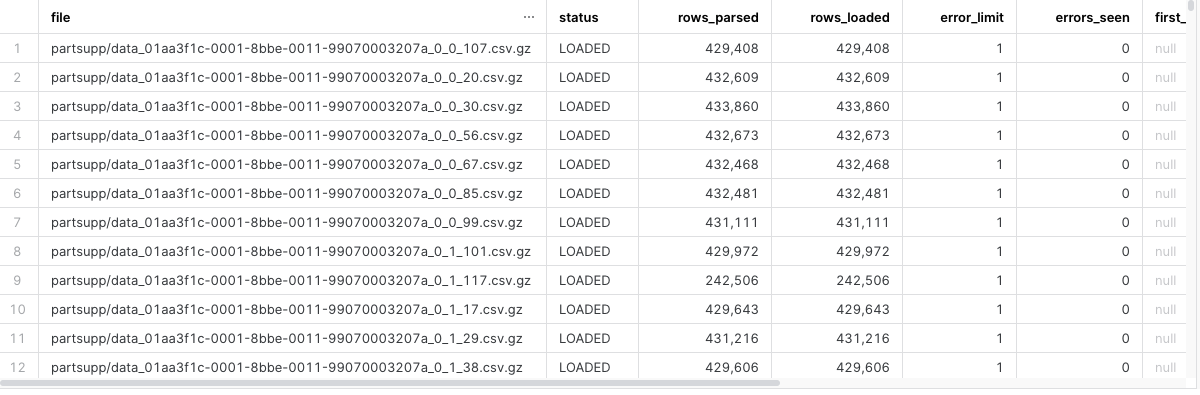 file ... status rows_parsed rows_loaded error_limit errors_seen first_
1 partsupp/data_01aa3f1c-0001-8bbe-0011-99070003207a_0_0_107.csv.gz LOADED 429,408 429,408 1 0 null
2 partsupp/data_01aa3f1c-0001-8bbe-0011-99070003207a_0_0_20.csv.gz LOADED 432,609 432,609 1 0 null
3 partsupp/data_01aa3f1c-0001-8bbe-0011-99070003207a_0_0_30.csv.gz LOADED 433,860 433,860 1 0 null
4 partsupp/data_01aa3f1c-0001-8bbe-0011-99070003207a_0_0_56.csv.gz LOADED 432,673 432,673 1 0 null
5 partsupp/data_01aa3f1c-0001-8bbe-0011-99070003207a_0_0_67.csv.gz LOADED 432,468 432,468 1 0 null
6 partsupp/data_01aa3f1c-0001-8bbe-0011-99070003207a_0_0_85.csv.gz LOADED 432,481 432,481 1 0 null
7 partsupp/data_01aa3f1c-0001-8bbe-0011-99070003207a_0_0_99.csv.gz LOADED 431,111 431,111 1 0 null
8 partsupp/data_01aa3f1c-0001-8bbe-0011-99070003207a_0_1_101.csv.gz LOADED 429,972 429,972 1 0 null
9 partsupp/data_01aa3f1c-0001-8bbe-0011-99070003207a_0_1_117.csv.gz LOADED 242,506 242,506 1 0 null
10 partsupp/data_01aa3f1c-0001-8bbe-0011-99070003207a_0_1_17.csv.gz LOADED 429,643 429,643 1 0 null
11 partsupp/data_01aa3f1c-0001-8bbe-0011-99070003207a_0_1_29.csv.gz LOADED 431,216 431,216 1 0 null
12 partsupp/data_01aa3f1c-0001-8bbe-0011-99070003207a_0_1_38.csv.gz LOADED 429,606 429,606 1 0 null